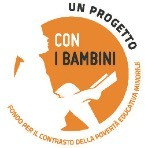 UN PROGETTO
CON
I BAMBINI
FONDO PER IL CONTRASTO DELLA POVERTÀ EDUCATIVA MINORILE